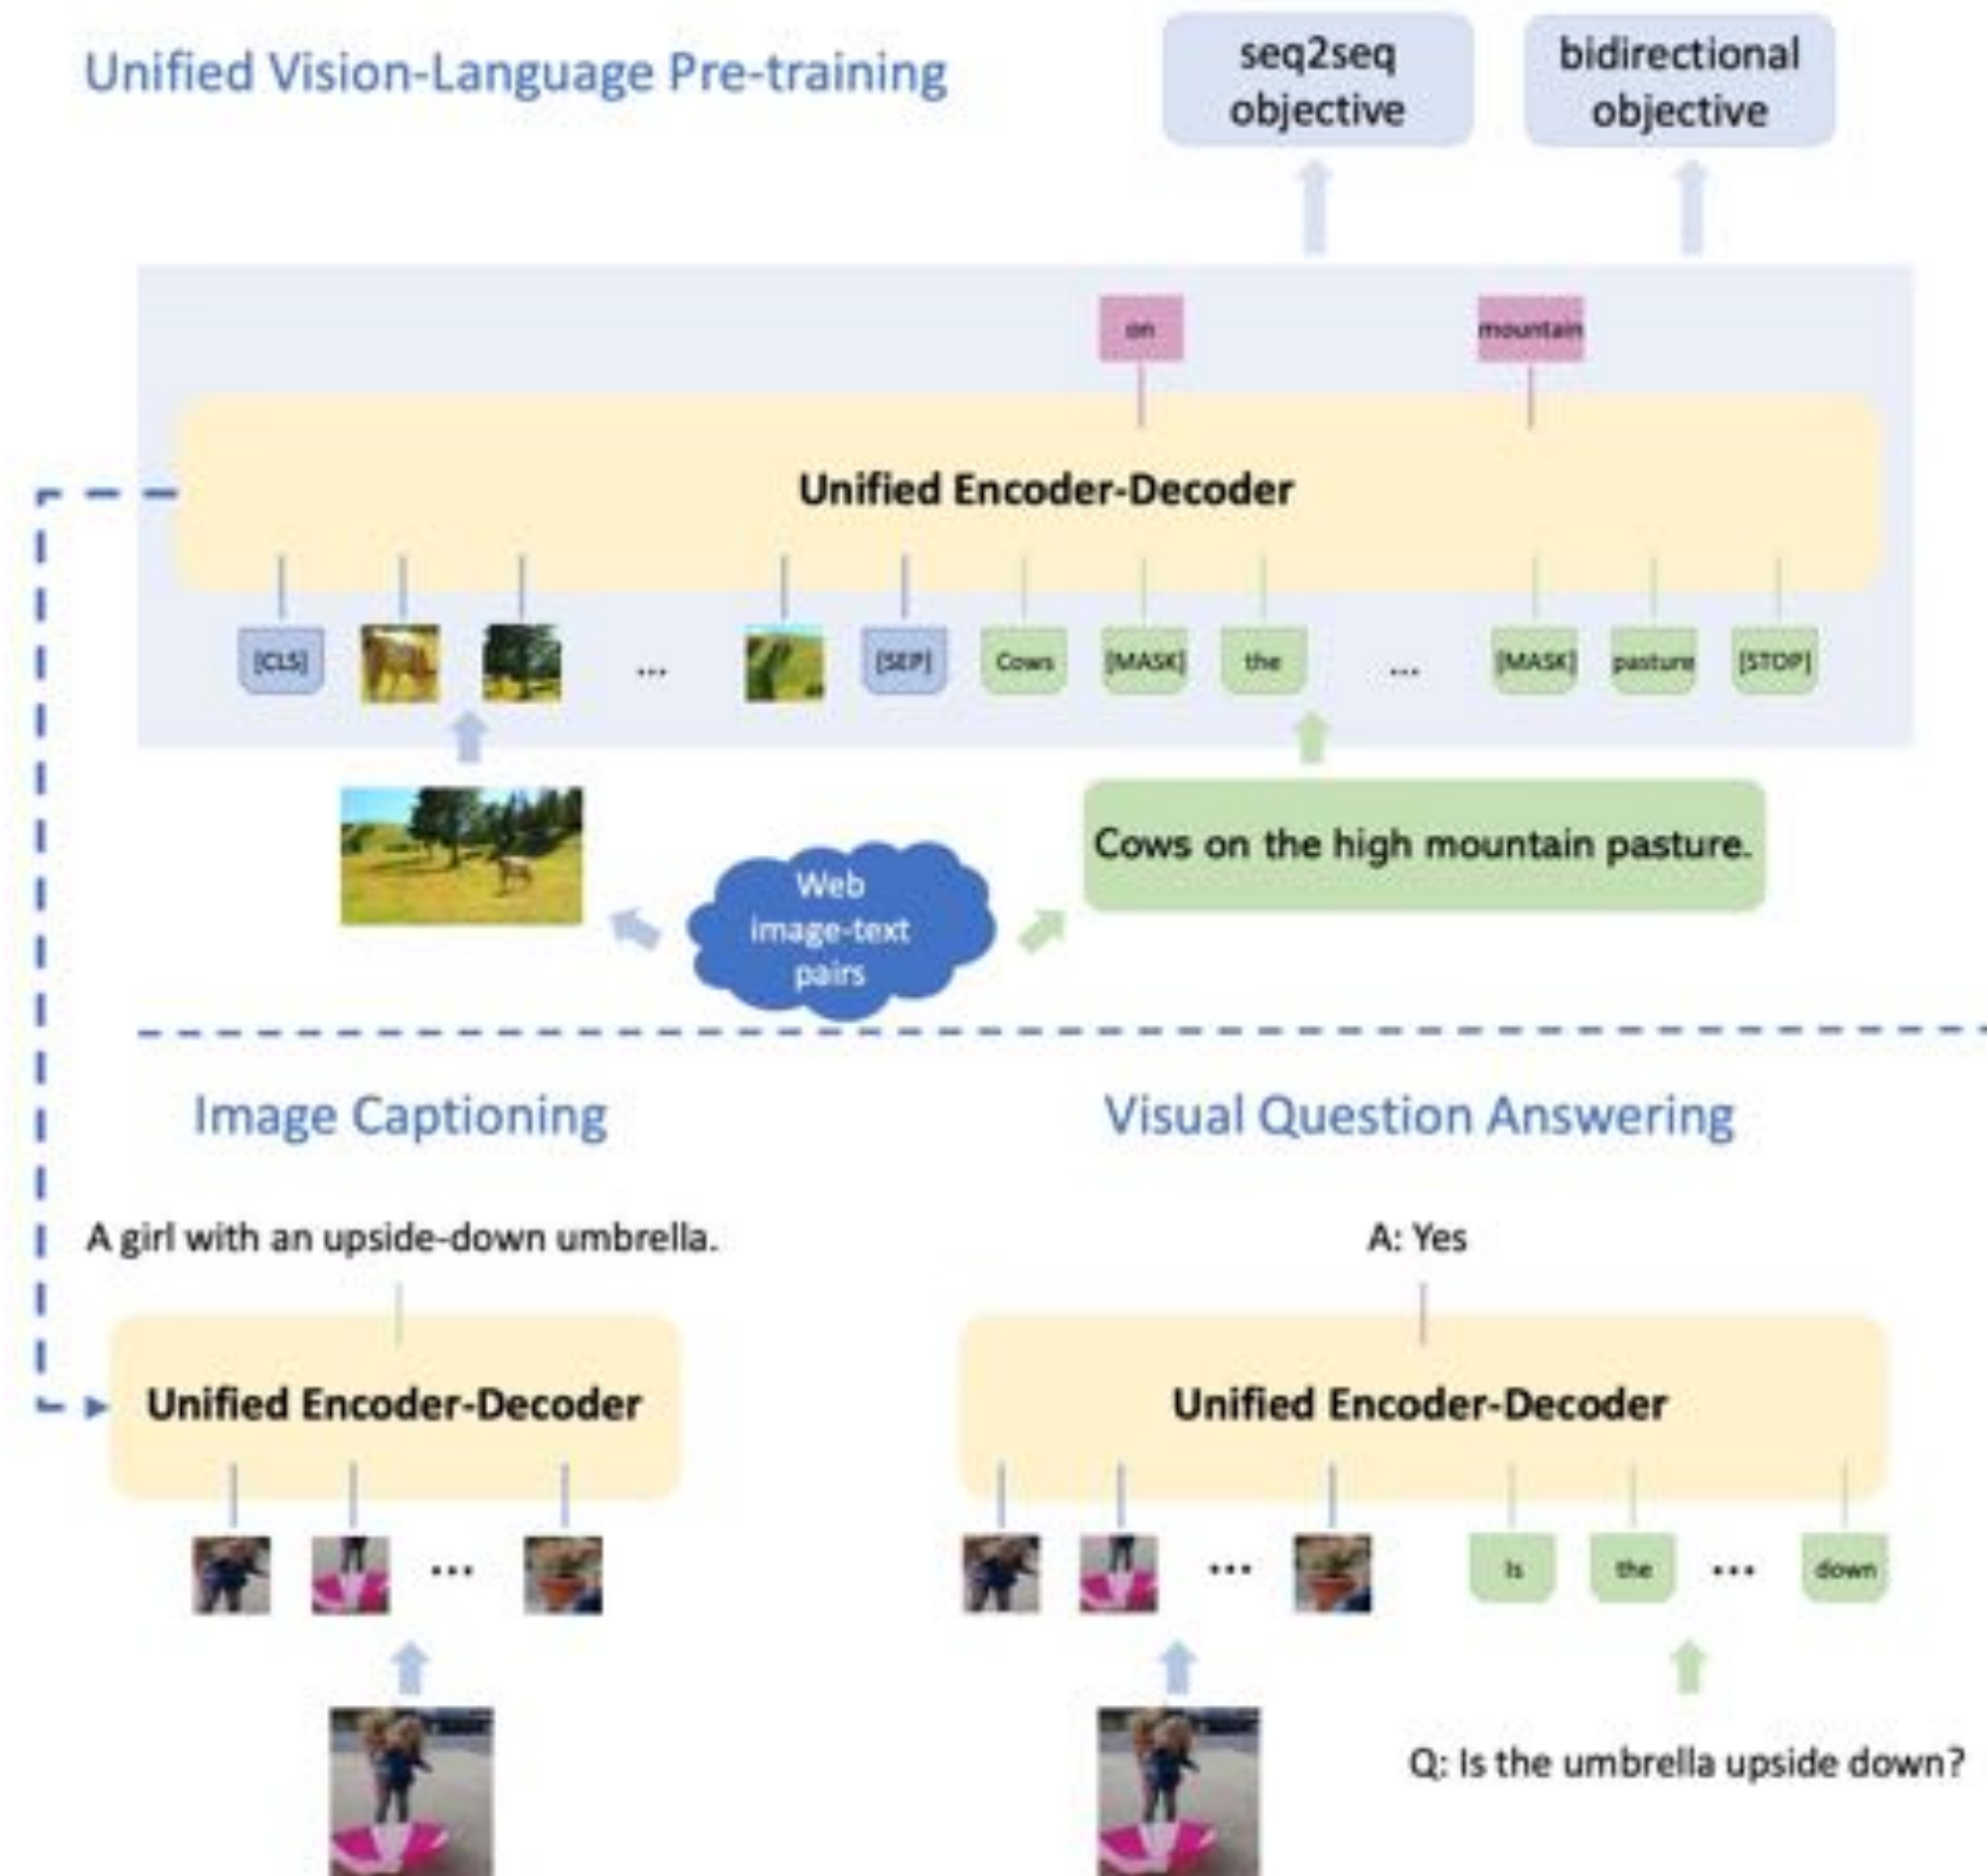 Unified Vision-Language Pre-training
seq2seq
objective
bidirectional
objective
on
mountain
Unified Encoder-Decoder
[CLS]
...
[SEP]
Cows
[MASK]
the
...
[MASK]
pasture
[STOP]
Web
image-text
pairs
Cows on the high mountain pasture.
Image Captioning
Visual Question Answering
A girl with an upside-down umbrella.
A: Yes
Unified Encoder-Decoder
Unified Encoder-Decoder
...
...
Is
the
...
down
Q: Is the umbrella upside down?